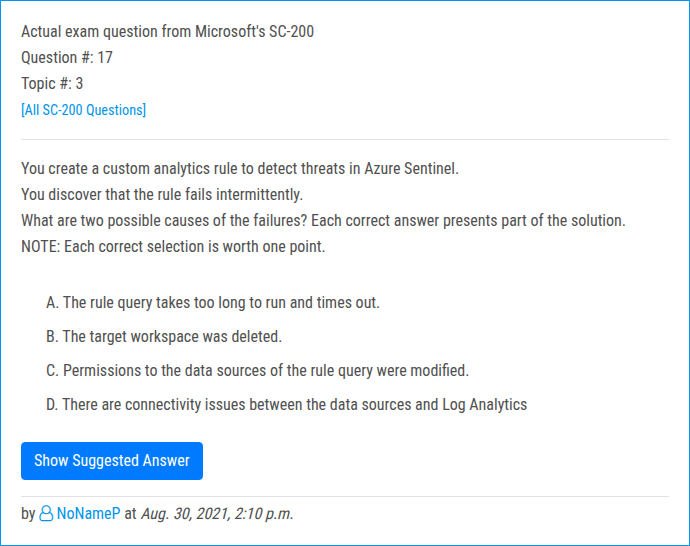 Actual exam question from Microsoft's SC-200
Question #: 17
Topic #: 3
[All SC-200 Questions]
You create a custom analytics rule to detect threats in Azure Sentinel.
You discover that the rule fails intermittently.
What are two possible causes of the failures? Each correct answer presents part of the solution.
NOTE: Each correct selection is worth one point.
A. The rule query takes too long to run and times out.
B. The target workspace was deleted.
C. Permissions to the data sources of the rule query were modified.
D. There are connectivity issues between the data sources and Log Analytics
Show Suggested Answer
by NoNameP at Aug. 30, 2021, 2:10 p.m.